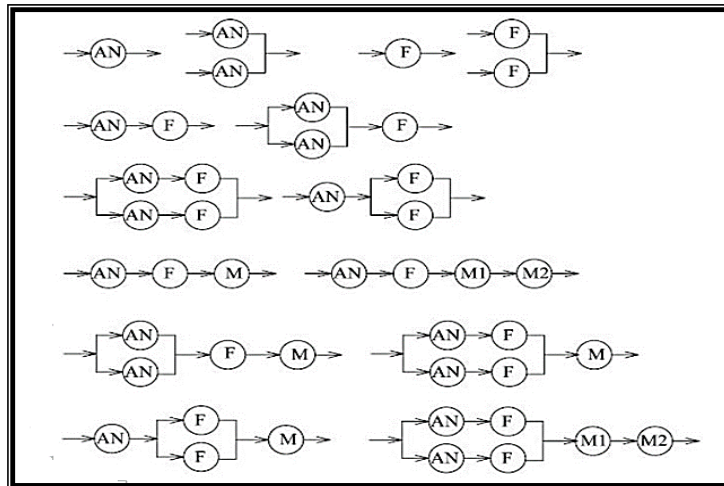 AN AN F F
AN F
AN F AN F
AN
AN F AN F
AN F F
AN F M AN F M1 M2
AN AN F
F M M
AN AN F
F AN F
AN M M1 M2
F AN F